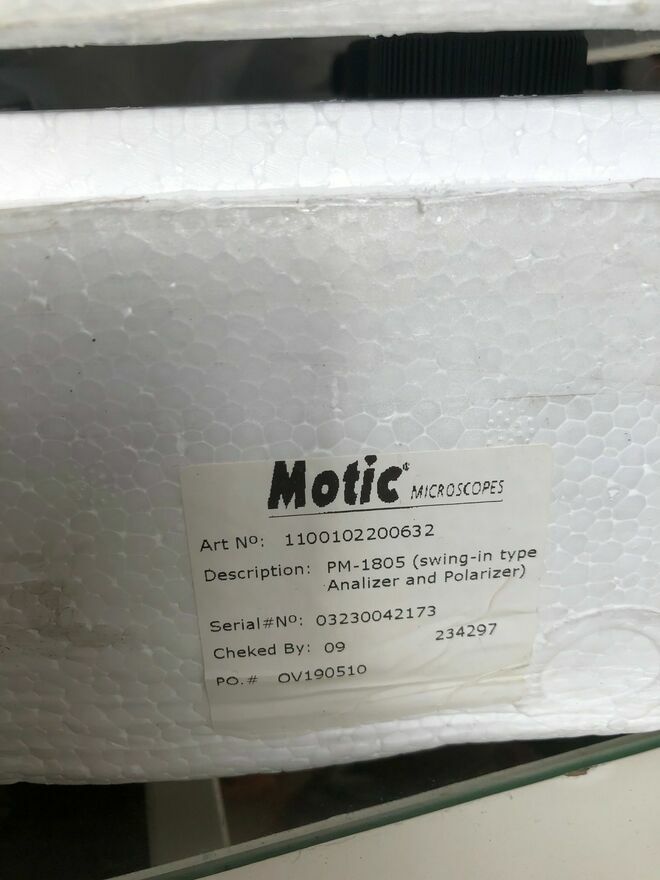 Motic® MICROSCOPES
Art Nº: 1100102200632
Description: PM-1805 (swing-in type
Analizer and Polarizer)
Serial#Nº: 03230042173
Cheked By: 09 234297
PO.# OV190510